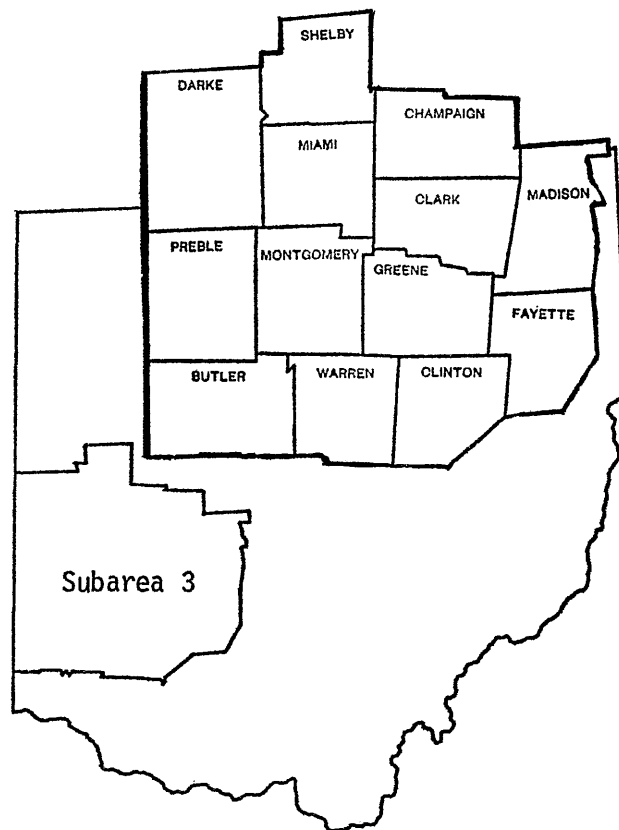 SHELBY
DARKE
CHAMPAIGN
MIAMI
CLARK
MADISON
PREBLE
MONTGOMERY
GREENE
FAYETTE
BUTLER
WARREN
CLINTON
Subarea 3